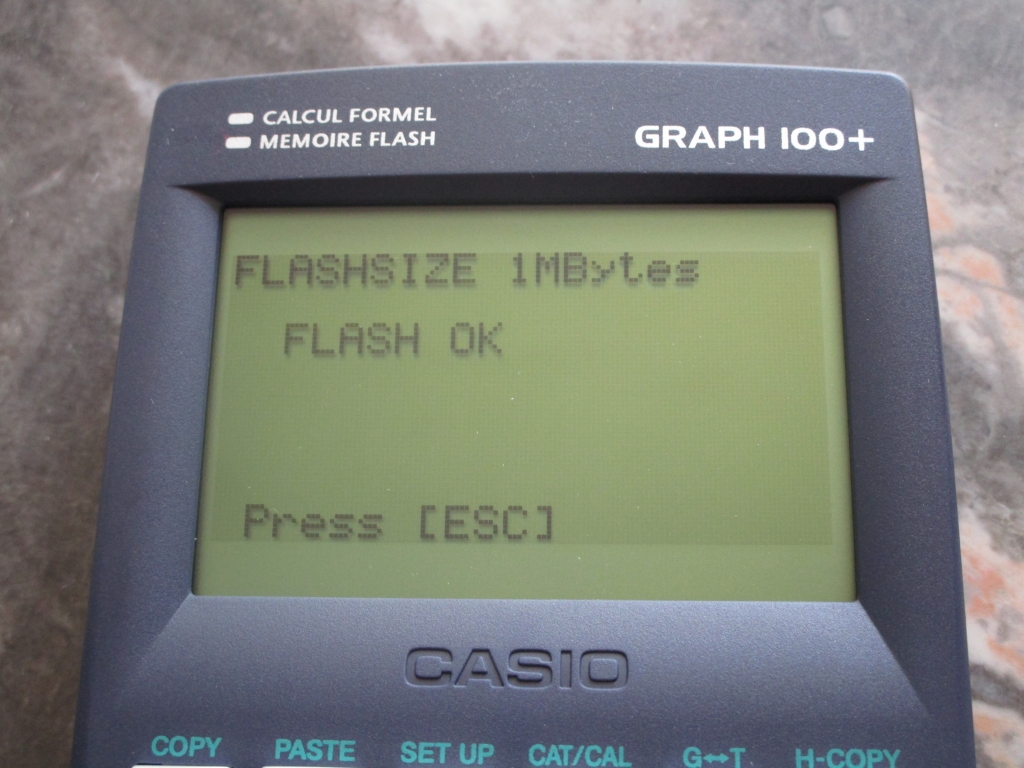 CALCUL FORMEL
MEMOIRE FLASH
GRAPH 100+
FLASHSIZE 1MBytes
FLASH OK
Press [ESC]
CASIO
COPY PASTE SET UP CAT/CAL G↔T H-COPY